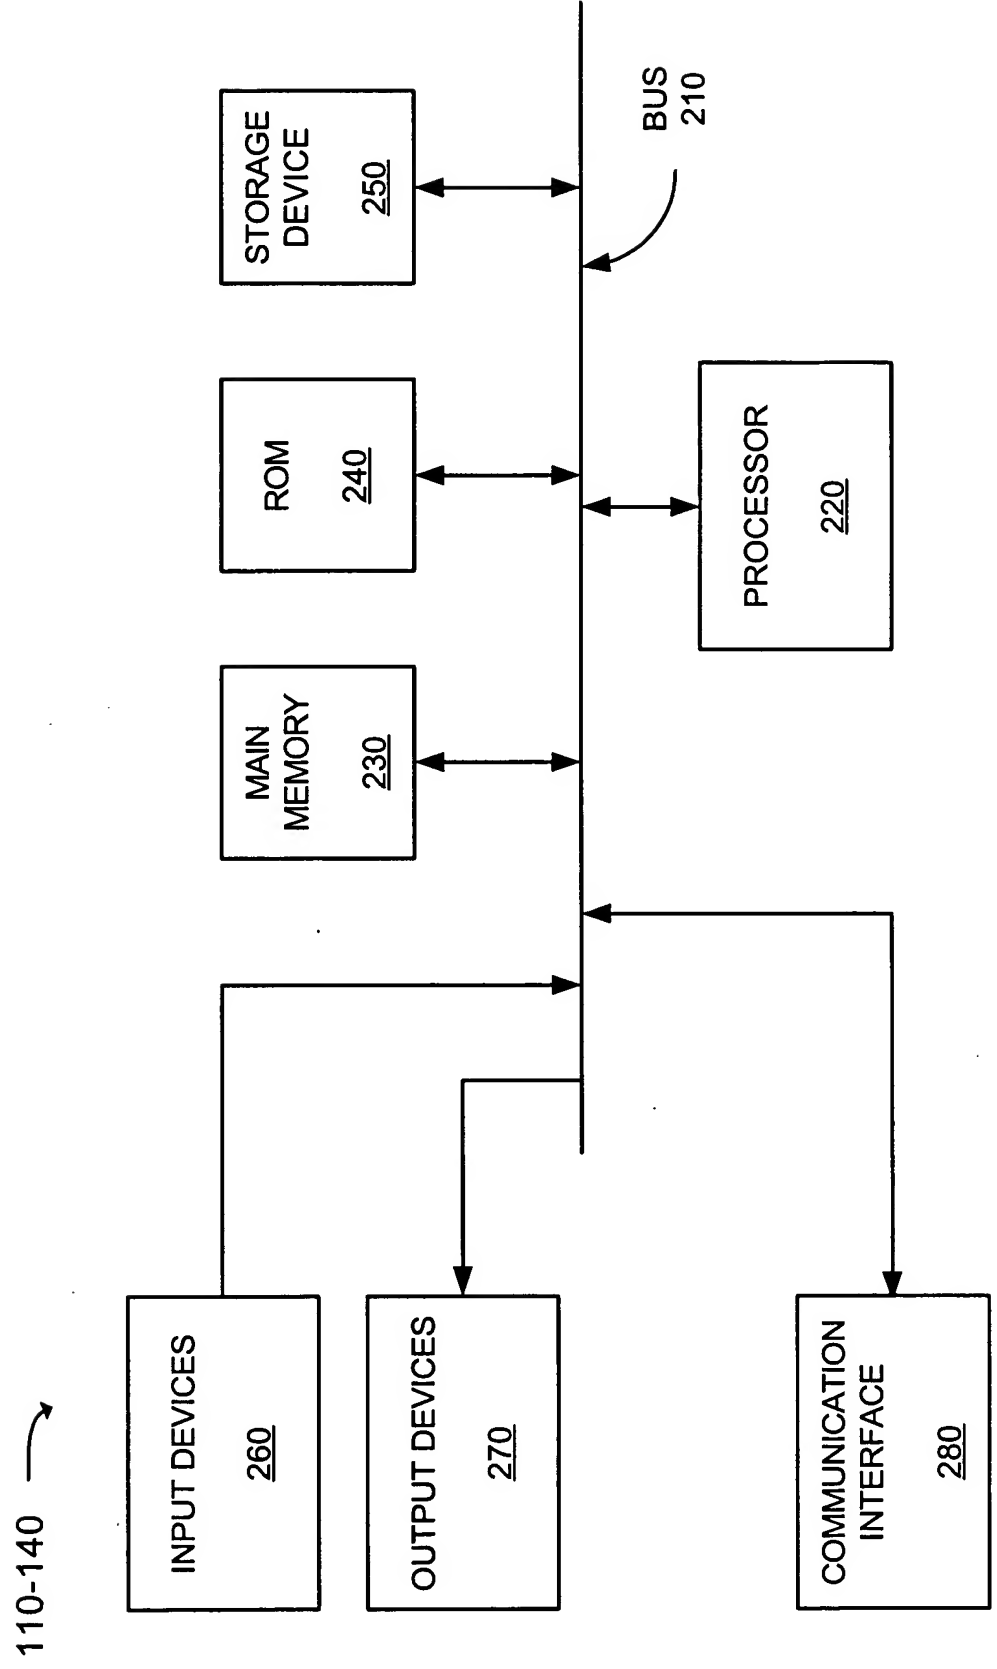 110-140
INPUT DEVICES
260
OUTPUT DEVICES
270
COMMUNICATION
INTERFACE
280
MAIN
MEMORY
230
ROM
240
STORAGE
DEVICE
250
PROCESSOR
220
BUS
210